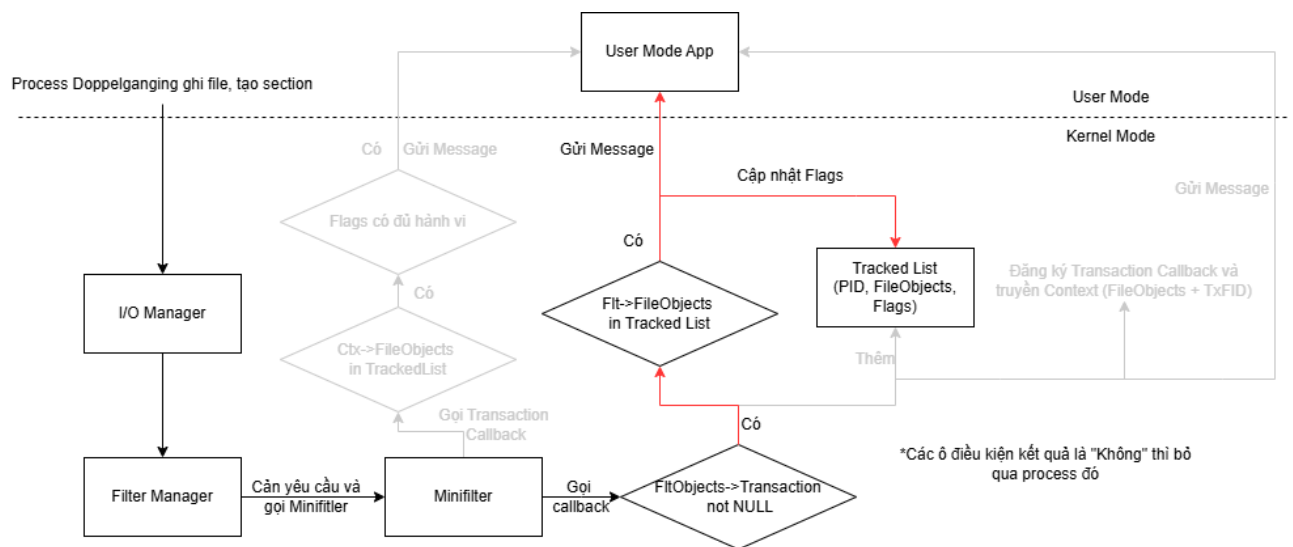 User Mode App
Process Doppelganging ghi file, tạo section
User Mode
Kernel Mode
Có
Gửi Message
Gửi Message
Cập nhật Flags
Gửi Message
Flags có đủ hành vi
Có
Có
Tracked List
(PID, FileObjects,
Flags)
Đăng ký Transaction Callback và
truyền Context (FileObjects + TxFID)
I/O Manager
Flt->FileObjects
in Tracked List
Ctx->FileObjects
in TrackedList
Thêm
Gọi Transaction
Callback
Có
*Các ô điều kiện kết quả là "Không" thì bỏ
qua process đó
Filter Manager
Cản yêu cầu và
gọi Minifitler
Minifilter
Gọi
callback
FltObjects->Transaction
not NULL